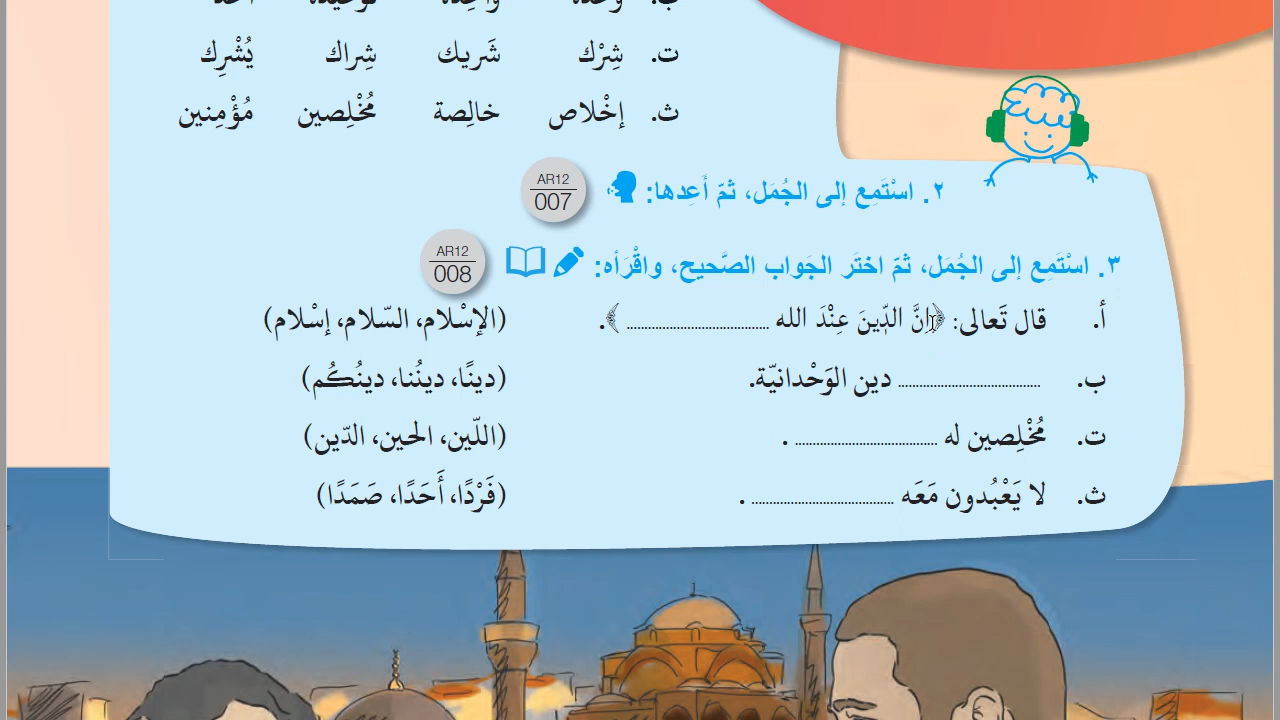 ب. وَحْدَة واحِدَة تَوْحيدَة أَحَد
ت. شِرْك شَريك شِراك يُشْرِك
ث. إخْلاص خالِصة مُخْلِصين مُؤْمِنين
٢. اسْتَمِع إلى الجُمَل، ثمّ أَعِدها: AR12 007
٣. اسْتَمِع إلى الجُمَل، ثمّ اختَر الجَواب الصَّحيح، واقْرَأه: AR12 008
أ. قال تَعالى: ﴿اِنَّ الدّينَ عِنْدَ الله ........................﴾. (الإسْلام، السّلام، إسْلام)
ب. ........................ دين الوَحْدانيّة. (دينًا، دينُنا، دينُكُم)
ت. مُخْلِصين له ........................ . (اللّين، الحين، الدّين)
ث. لا يَعْبُدون مَعَه ........................ . (فَرْدًا، أَحَدًا، صَمَدًا)